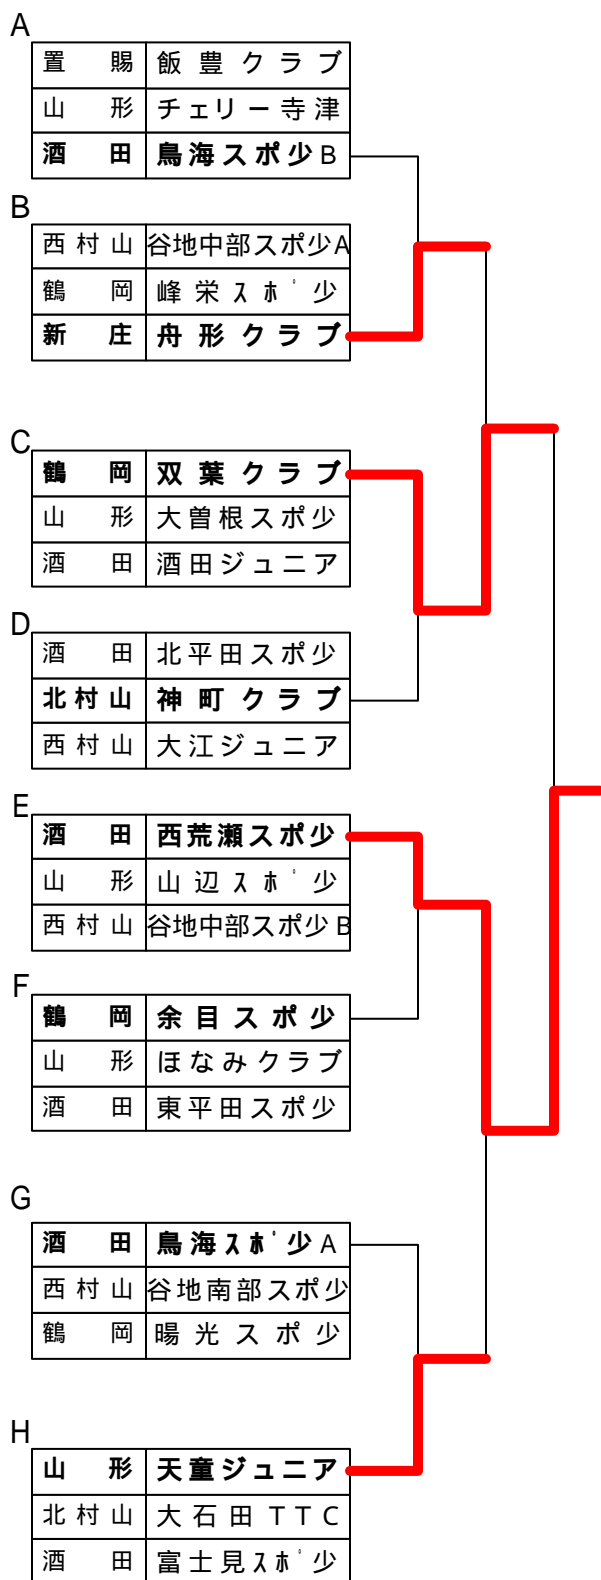 A
置賜 飯豊クラブ
山形 チェリー寺津
酒田 鳥海スポ少B
B
西村山 谷地中部スポ少A
鶴岡 峰栄スポ少
新庄 舟形クラブ
C
鶴岡 双葉クラブ
山形 大曽根スポ少
酒田 酒田ジュニア
D
酒田 北平田スポ少
北村山 神町クラブ
西村山 大江ジュニア
E
酒田 西荒瀬スポ少
山形 山辺スポ少
西村山 谷地中部スポ少B
F
鶴岡 余目スポ少
山形 ほなみクラブ
酒田 東平田スポ少
G
酒田 鳥海スポ少A
西村山 谷地南部スポ少
鶴岡 暘光スポ少
H
山形 天童ジュニア
北村山 大石田TTC
酒田 富士見スポ少